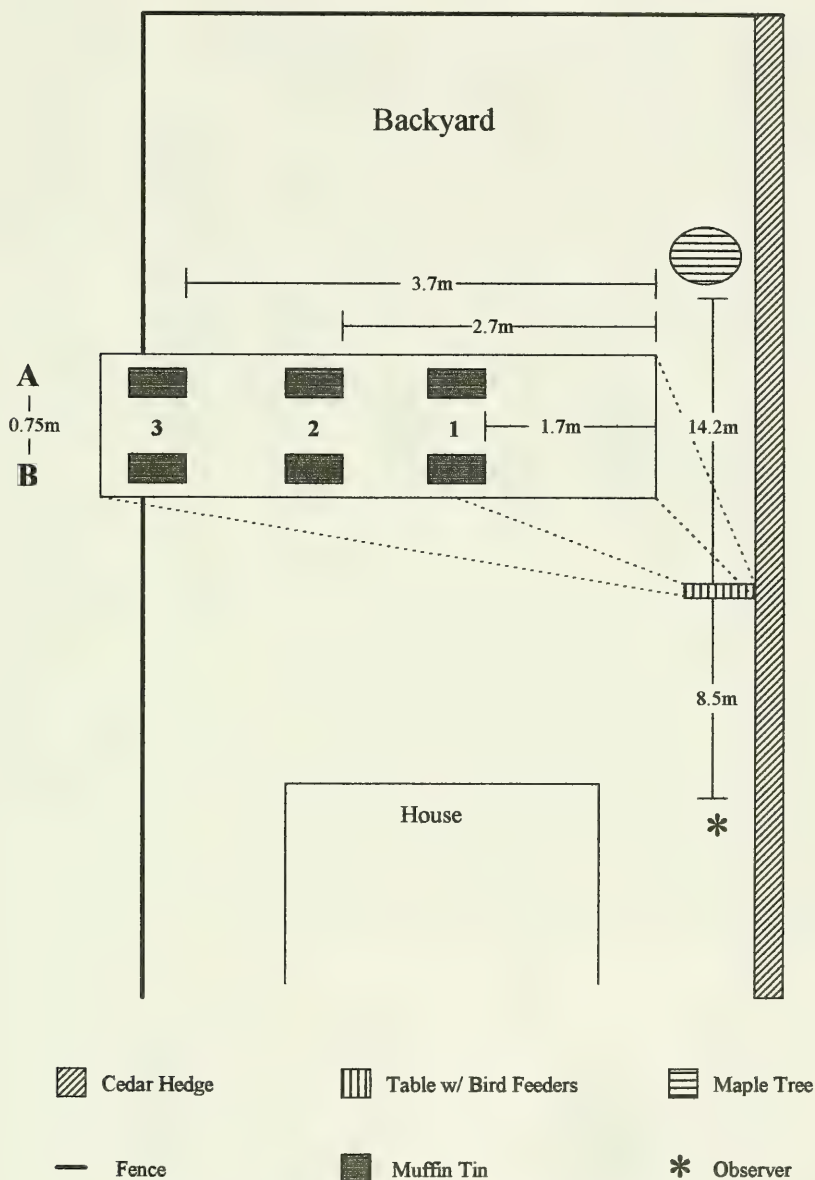 Backyard
3.7m
2.7m
A
0.75m
B
3
2
1
1.7m
14.2m
8.5m
House
*
Cedar Hedge
Table w/ Bird Feeders
Maple Tree
Fence
Muffin Tin
* Observer